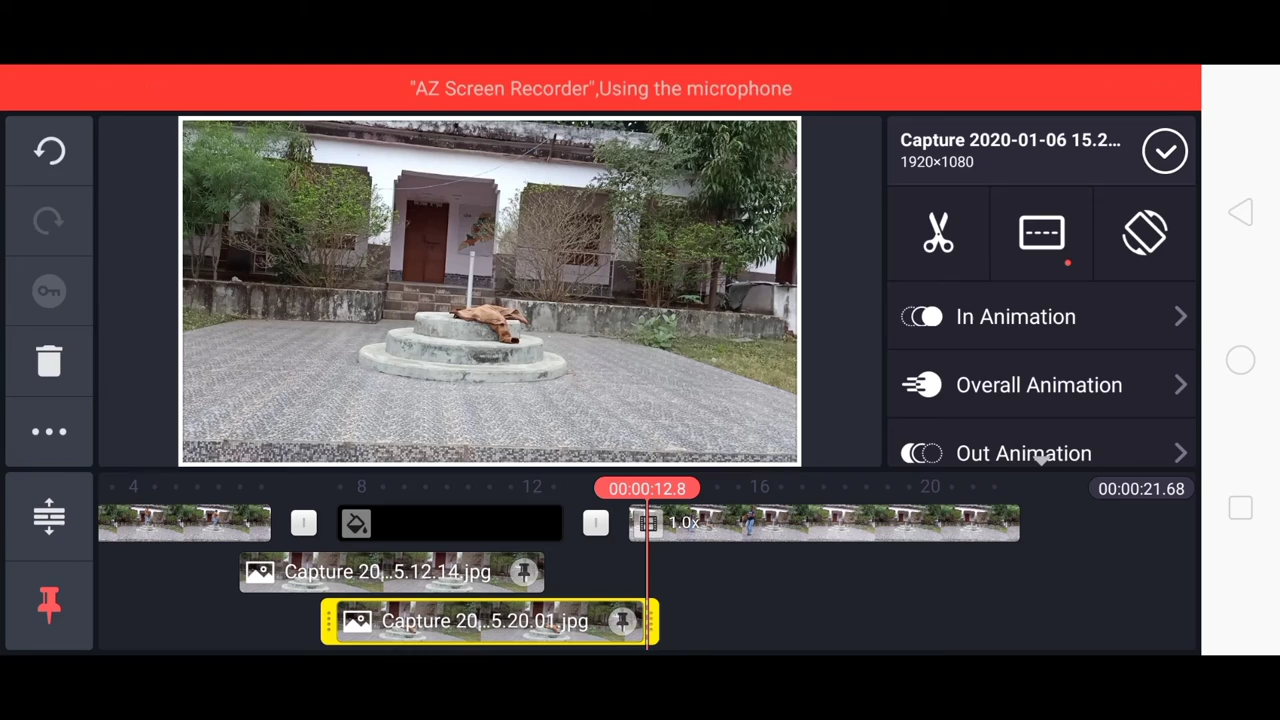 "AZ Screen Recorder",Using the microphone
Capture 2020-01-06 15.2...
1920×1080
In Animation
Overall Animation
Out Animation
4
8
12
00:00:12.8
16
20
00:00:21.68
1.0x
Capture 20,..5.12.14.jpg
Capture 20,..5.20.01.jpg